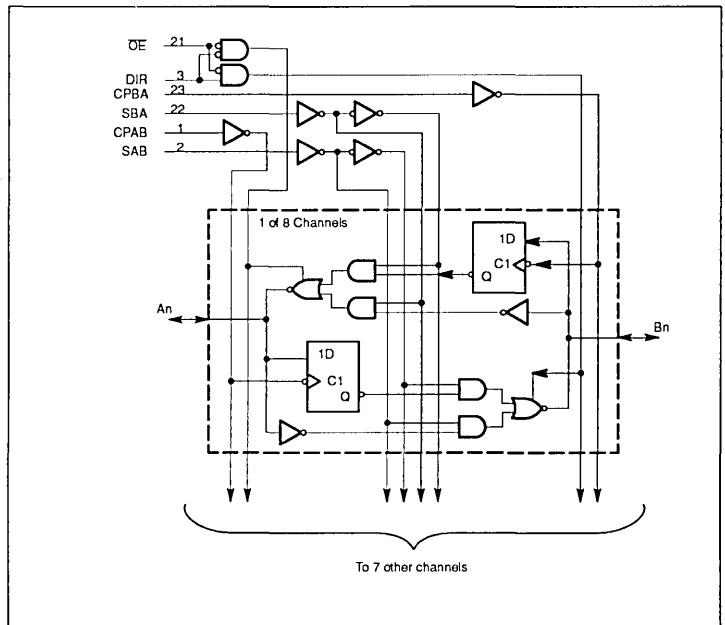 OE 21
DIR 3
CPBA 23
SBA 22
CPAB 1
SAB 2
1 of 8 Channels
1D
C1
Q
An
Bn
1D
C1
Q
To 7 other channels